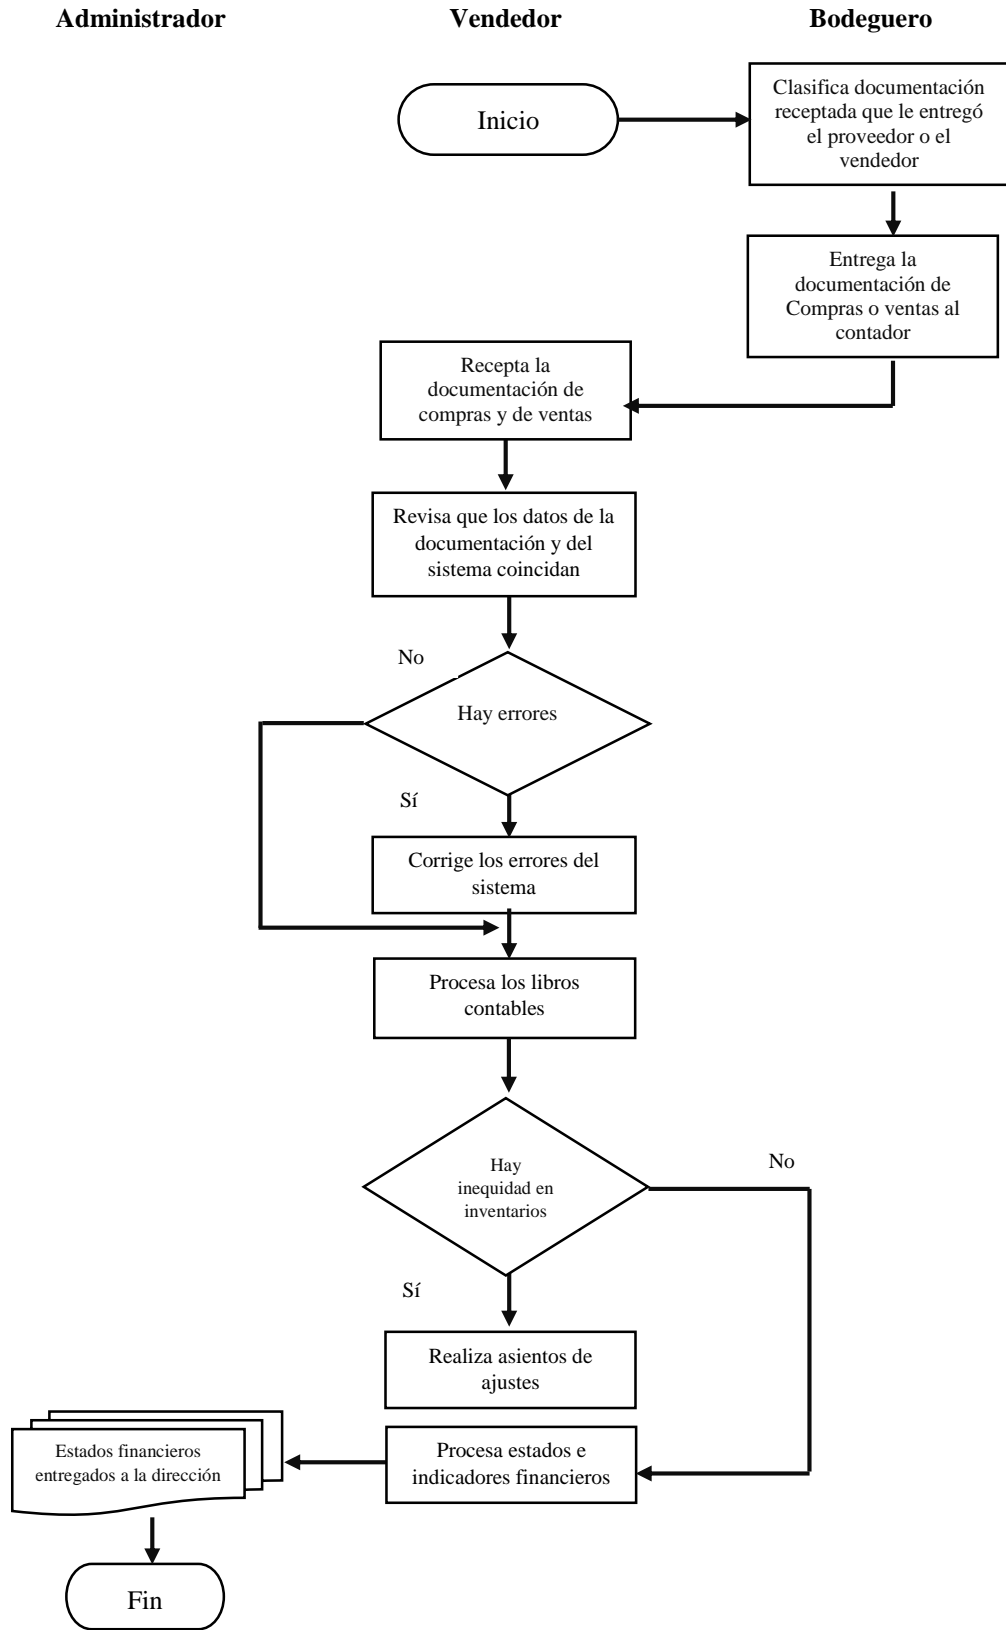 Administrador
Vendedor
Bodeguero
Inicio
Clasifica documentación
receptada que le entregó
el proveedor o el
vendedor
Entrega la
documentación de
Compras o ventas al
contador
Recepta la
documentación de
compras y de ventas
Revisa que los datos de la
documentación y del
sistema coincidan
No
Hay errores
Sí
Corrige los errores del
sistema
Procesa los libros
contables
Hay
inequidad en
inventarios
No
Sí
Realiza asientos de
ajustes
Procesa estados e
indicadores financieros
Estados financieros
entregados a la dirección
Fin